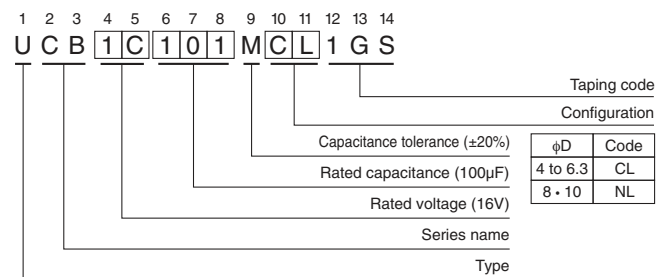 1 2 3 4 5 6 7 8 9 10 11 12 13 14
U C B 1 C 1 0 1 M C L 1 G S
Taping code
Configuration
Capacitance tolerance (±20%)
Rated capacitance (100μF)
Rated voltage (16V)
Series name
Type
ϕD Code
4 to 6.3 CL
8 • 10 NL